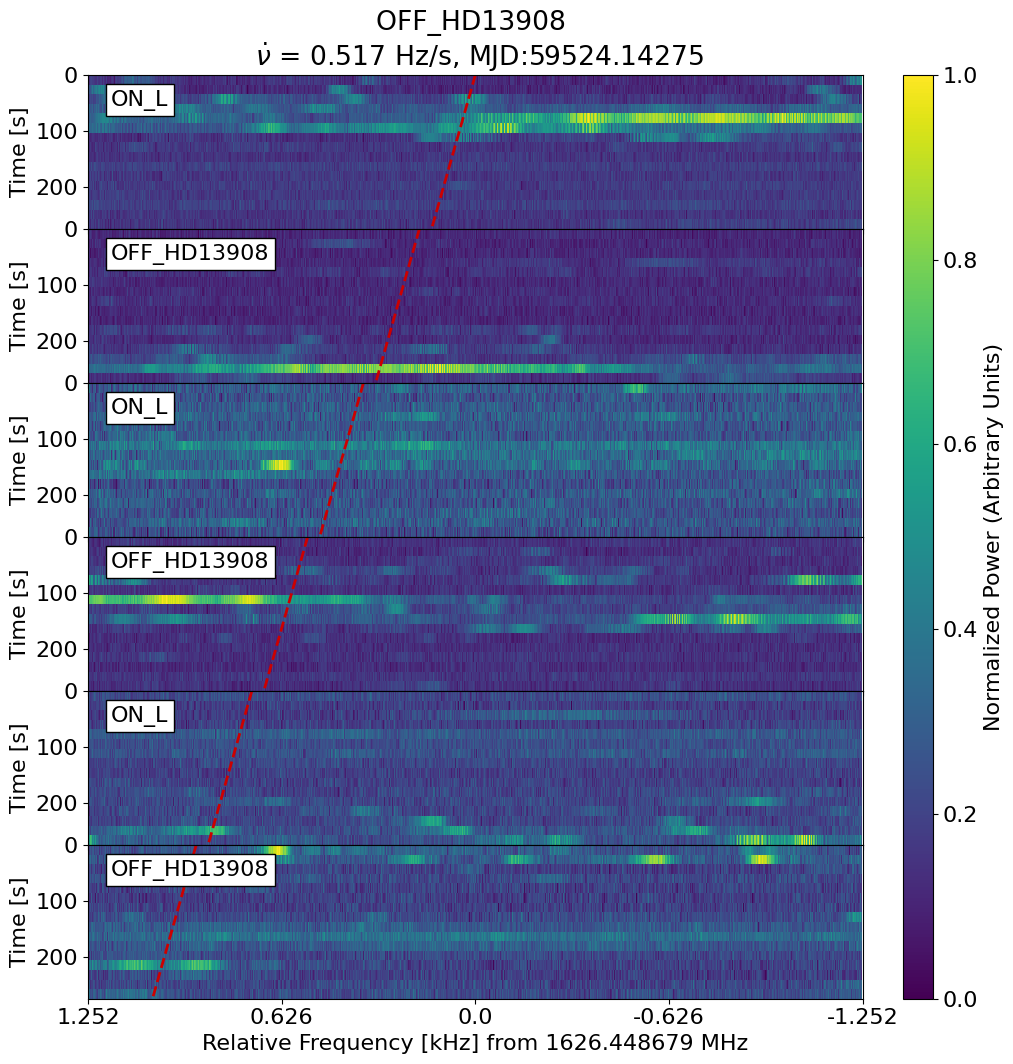 OFF_HD13908
ν̇ = 0.517 Hz/s, MJD:59524.14275
0
100
200
Time [s]
ON_L
0
100
200
Time [s]
OFF_HD13908
0
100
200
Time [s]
ON_L
0
100
200
Time [s]
OFF_HD13908
0
100
200
Time [s]
ON_L
0
100
200
Time [s]
OFF_HD13908
1.252 0.626 0.0 -0.626 -1.252
Relative Frequency [kHz] from 1626.448679 MHz
1.0
0.8
0.6
0.4
0.2
0.0
Normalized Power (Arbitrary Units)